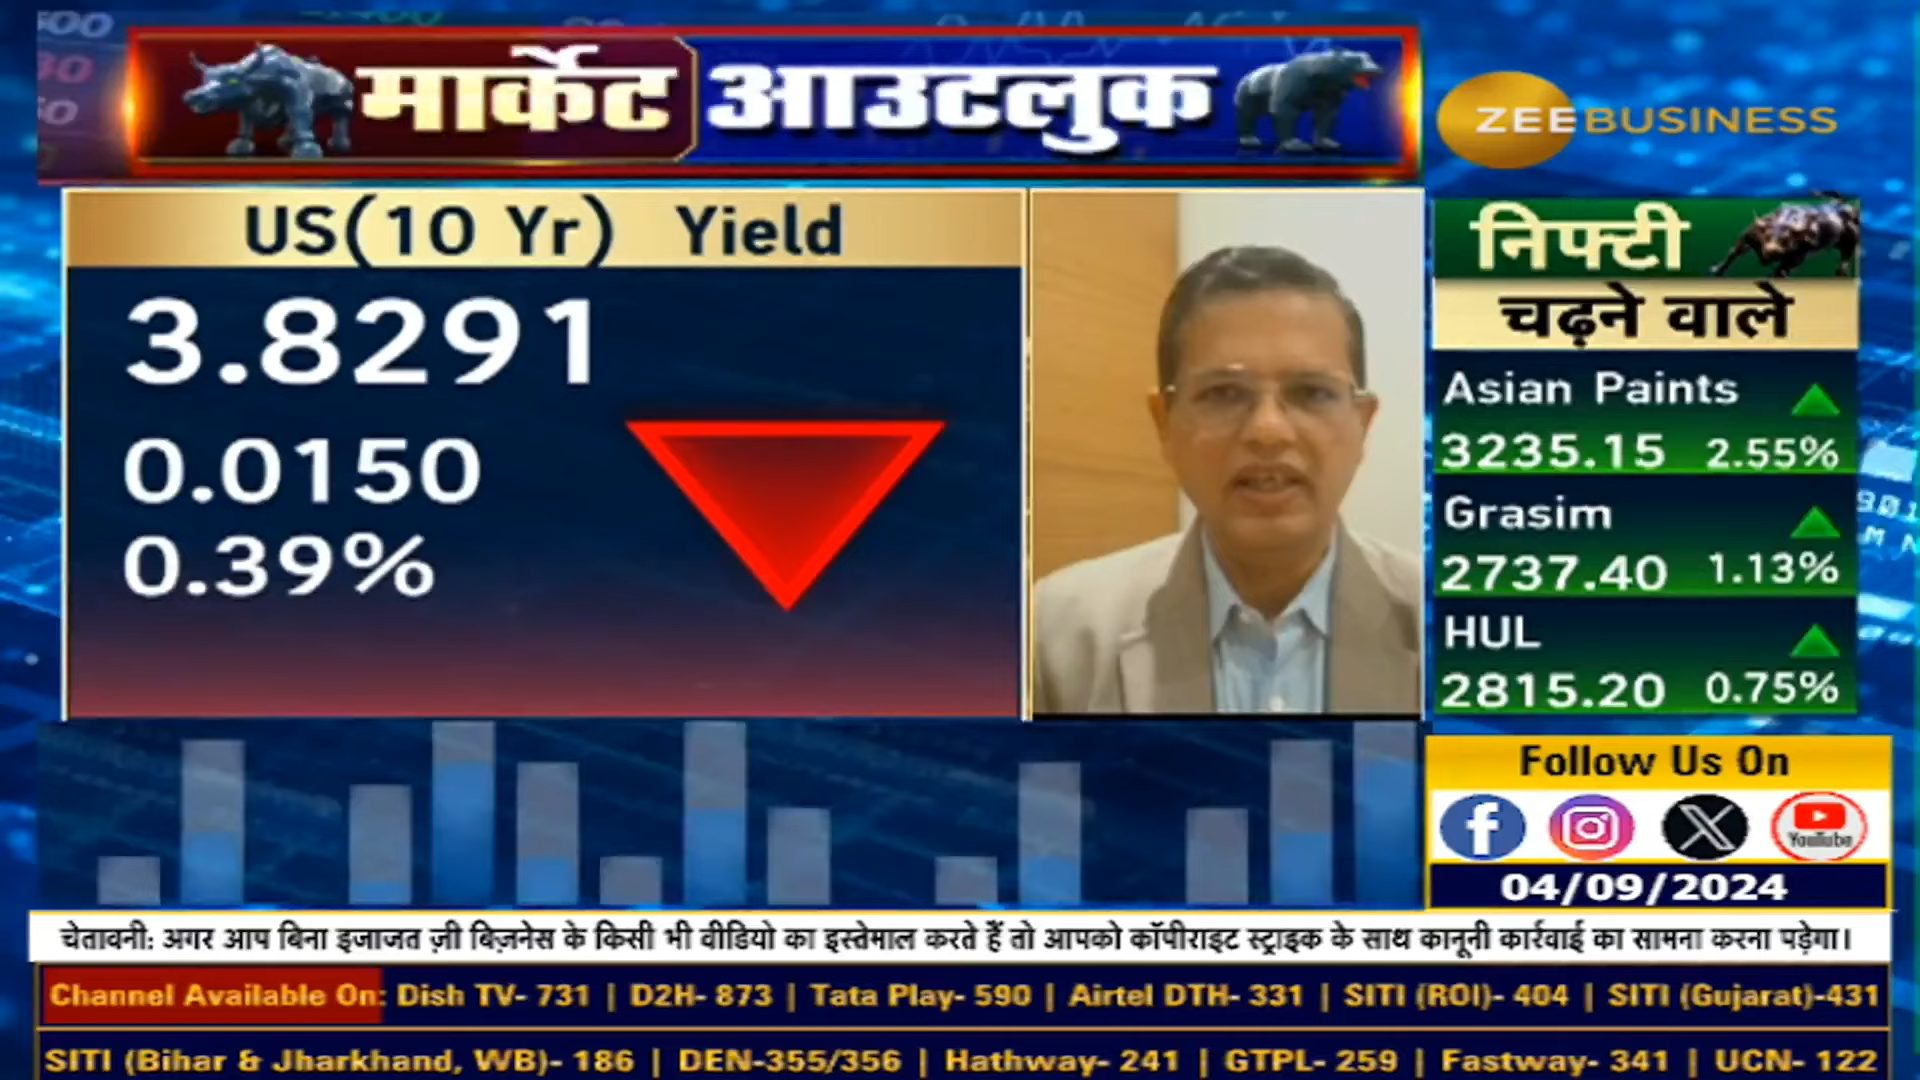 मार्केट आउटलुक
ZEEBUSINESS
US(10 Yr) Yield
3.8291
0.0150
0.39%
निफ्टी
चढ़ने वाले
Asian Paints
3235.15 2.55%
Grasim
2737.40 1.13%
HUL
2815.20 0.75%
Follow Us On
YouTube
04/09/2024
चेतावनी: अगर आप बिना इजाजत ज़ी बिज़नेस के किसी भी वीडियो का इस्तेमाल करते हैं तो आपको कॉपीराइट स्ट्राइक के साथ कानूनी कार्रवाई का सामना करना पड़ेगा।
Channel Available On: Dish TV- 731 | D2H- 873 | Tata Play- 590 | Airtel DTH- 331 | SITI (ROI)- 404 | SITI (Gujarat)-431
SITI (Bihar & Jharkhand, WB)- 186 | DEN-355/356 | Hathway- 241 | GTPL- 259 | Fastway- 341 | UCN- 122